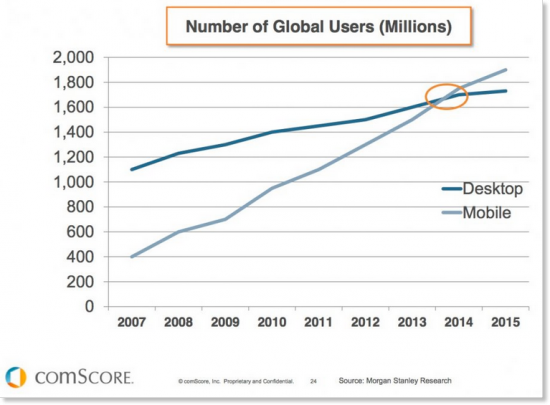 Number of Global Users (Millions)
2,000
1,800
1,600
1,400
1,200
1,000
800
600
400
200
0
Desktop
Mobile
2007 2008 2009 2010 2011 2012 2013 2014 2015
comSCORE.
© comScore, Inc. Proprietary and Confidential. 24 Source: Morgan Stanley Research